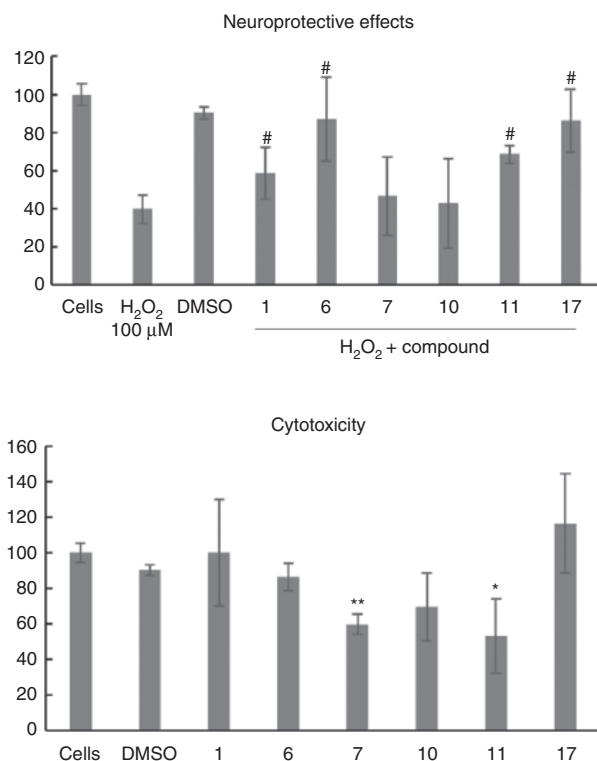 Neuroprotective effects
120
100
80
60
40
20
0
# # # #
Cells H₂O₂ 100 μM DMSO 1 6 7 10 11 17
H₂O₂ + compound
Cytotoxicity
160
140
120
100
80
60
40
20
0
** *
Cells DMSO 1 6 7 10 11 17